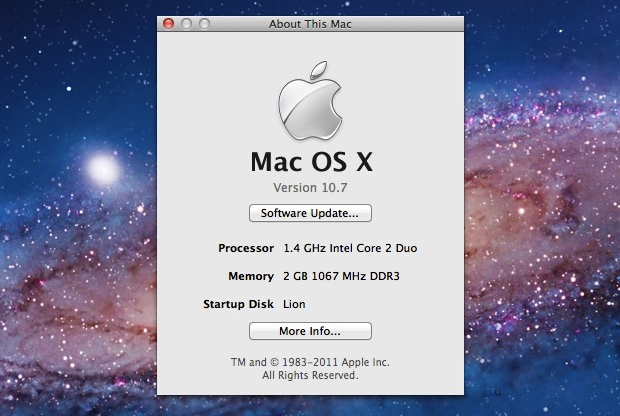 About This Mac
Mac OS X
Version 10.7
Software Update...
Processor 1.4 GHz Intel Core 2 Duo
Memory 2 GB 1067 MHz DDR3
Startup Disk Lion
More Info...
TM and © 1983-2011 Apple Inc.
All Rights Reserved.